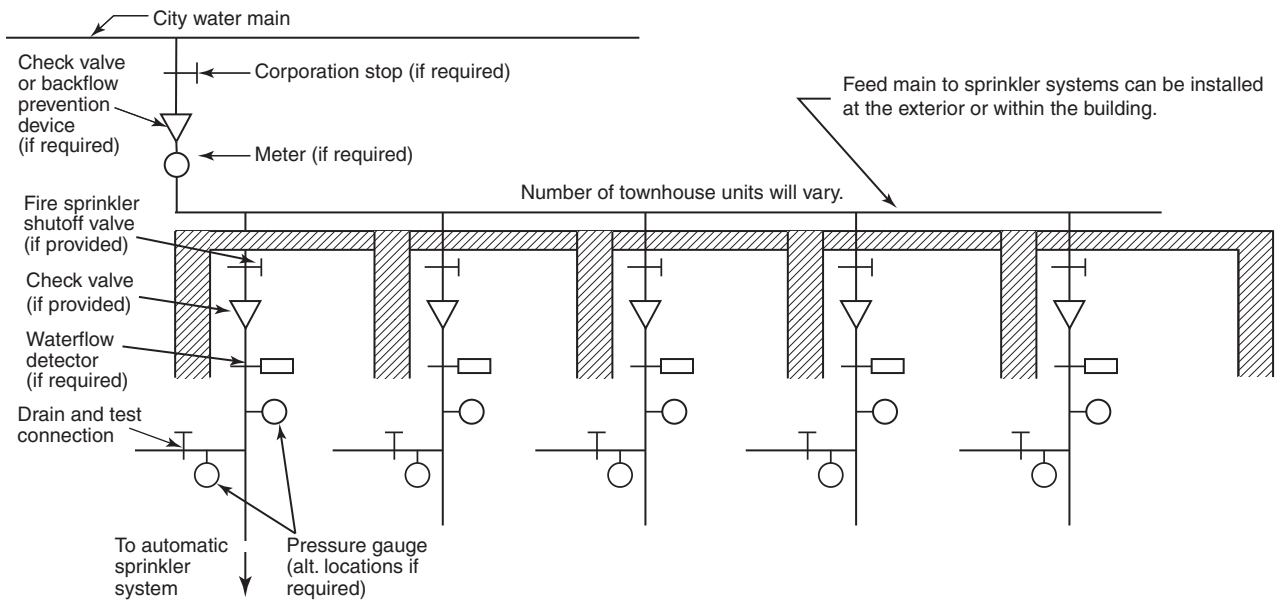 City water main
Check valve
or backflow
prevention
device
(if required)
Corporation stop (if required)
Meter (if required)
Feed main to sprinkler systems can be installed
at the exterior or within the building.
Number of townhouse units will vary.
Fire sprinkler
shutoff valve
(if provided)
Check valve
(if provided)
Waterflow
detector
(if required)
Drain and test
connection
To automatic
sprinkler
system
Pressure gauge
(alt. locations if
required)